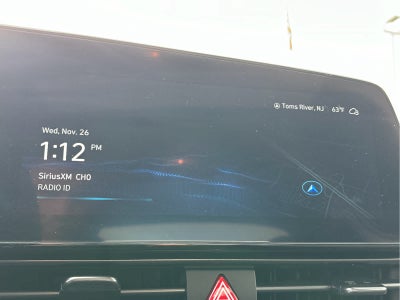 Toms River, NJ 63°F
Wed, Nov. 26
1:12 PM
SiriusXM CH0
RADIO ID